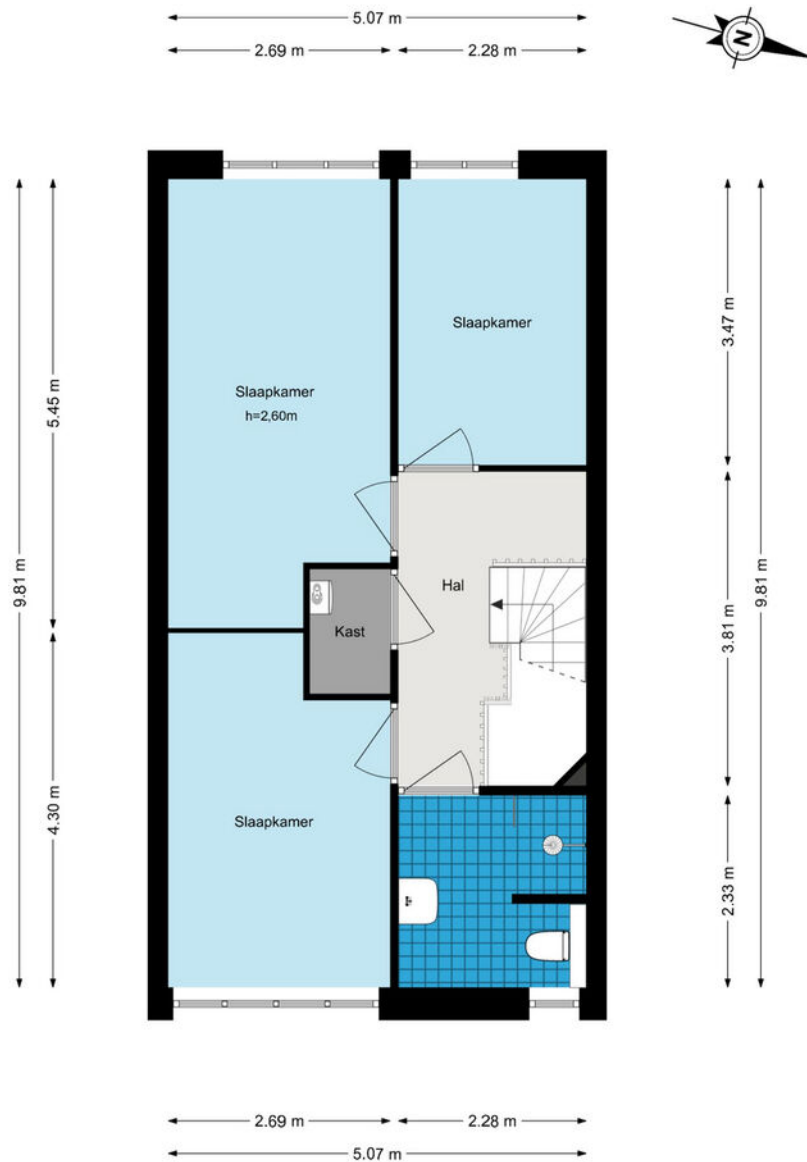 5.07 m
2.69 m
2.28 m
N
Slaapkamer
h=2,60m
Slaapkamer
Hal
Kast
Slaapkamer
9.81 m
5.45 m
4.30 m
3.47 m
3.81 m
2.33 m
9.81 m
2.69 m
2.28 m
5.07 m